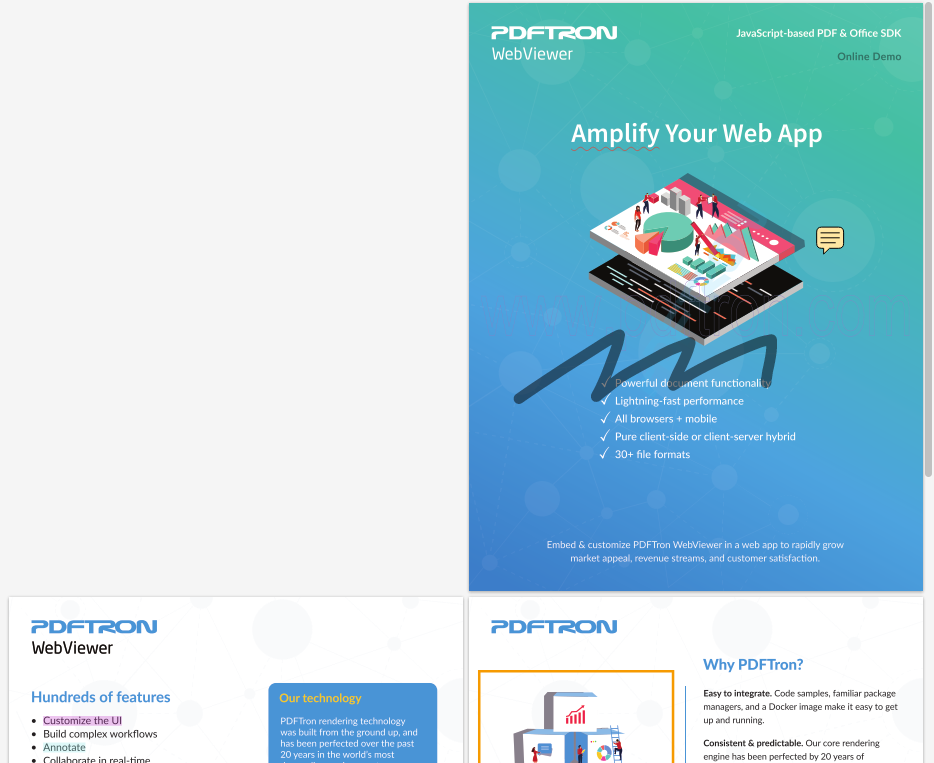 PDFTRON
WebViewer
JavaScript-based PDF & Office SDK
Online Demo
Amplify Your Web App
✓ Powerful document functionality
✓ Lightning-fast performance
✓ All browsers + mobile
✓ Pure client-side or client-server hybrid
✓ 30+ file formats
Embed & customize PDFTron WebViewer in a web app to rapidly grow
market appeal, revenue streams, and customer satisfaction.
PDFTRON
WebViewer
Hundreds of features
• Customize the UI
• Build complex workflows
• Annotate
• Collaborate in real-time
Our technology
PDFTron rendering technology
was built from the ground up, and
has been perfected over the past
20 years in the world's most
PDFTRON
Why PDFTron?
Easy to integrate. Code samples, familiar package
managers, and a Docker image make it easy to get
up and running.
Consistent & predictable. Our core rendering
engine has been perfected by 20 years of